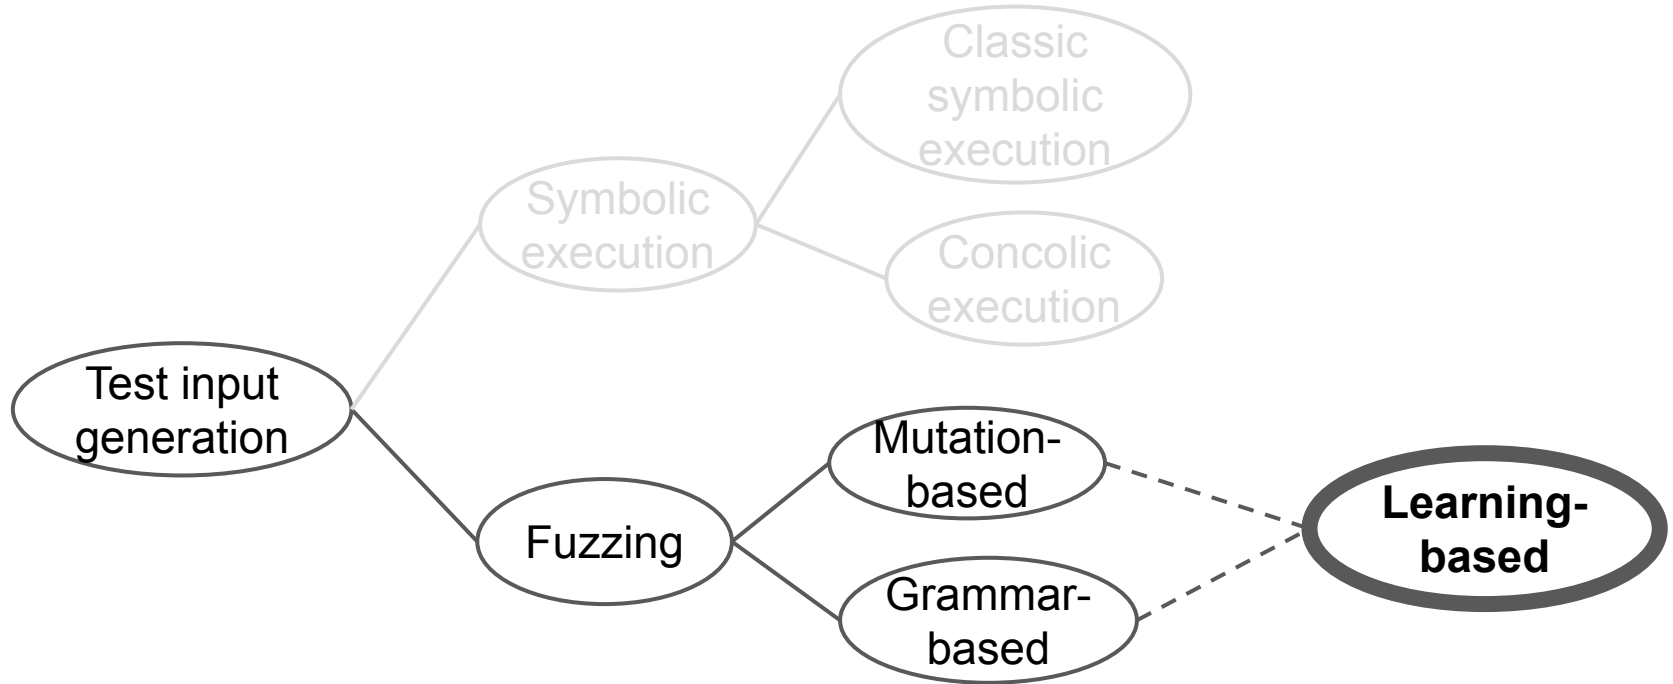 Classic
symbolic
execution
Symbolic
execution
Concolic
execution
Test input
generation
Mutation-
based
Fuzzing
Grammar-
based
Learning-
based